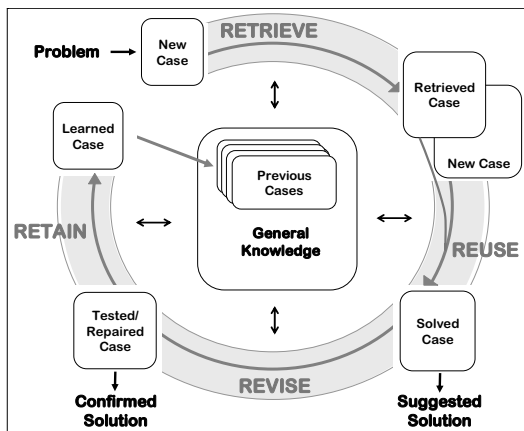 RETRIEVE
Problem
New
Case
Retrieved
Case
New Case
Learned
Case
Previous
Cases
General
Knowledge
RETAIN
REUSE
Tested/
Repaired
Case
Solved
Case
REVISE
Confirmed
Solution
Suggested
Solution